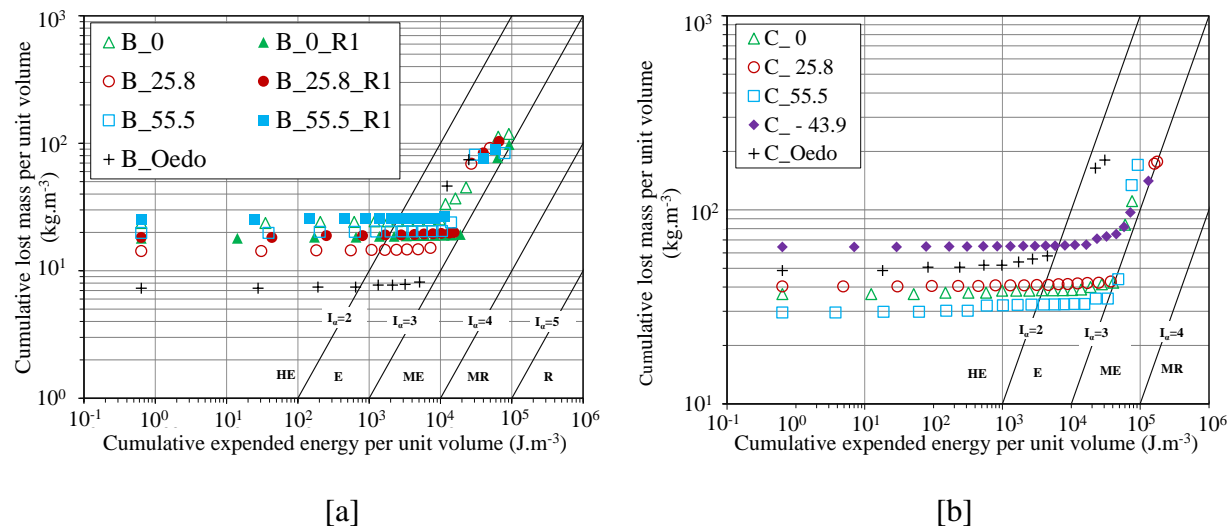 Cumulative lost mass per unit volume
(kg.m-3)
10³
10²
10¹
10⁰
B_0
B_0_R1
B_25.8
B_25.8_R1
B_55.5
B_55.5_R1
B_Oedo
Iα=2
Iα=3
Iα=4
Iα=5
HE
E
ME
MR
R
10-1
10⁰
10¹
10²
10³
10⁴
10⁵
10⁶
Cumulative expended energy per unit volume (J.m-3)
[a]
Cumulative lost mass per unit volume
(kg.m-3)
10³
10²
10¹
C_ 0
C_ 25.8
C_55.5
C_ - 43.9
C_Oedo
Iα=2
Iα=3
Iα=4
HE
E
ME
MR
10-1
10⁰
10¹
10²
10³
10⁴
10⁵
10⁶
Cumulative expended energy per unit volume (J.m-3)
[b]